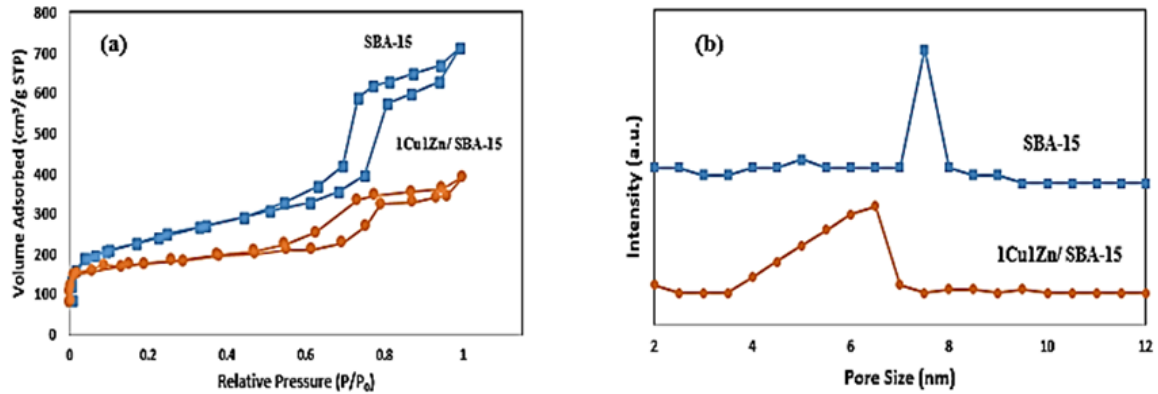 (a)
SBA-15
1Cu1Zn/ SBA-15
Volume Adsorbed (cm³/g STP)
800
700
600
500
400
300
200
100
0
0 0.2 0.4 0.6 0.8 1
Relative Pressure (P/P₀)
(b)
SBA-15
1Cu1Zn/ SBA-15
Intensity (a.u.)
2 4 6 8 10 12
Pore Size (nm)